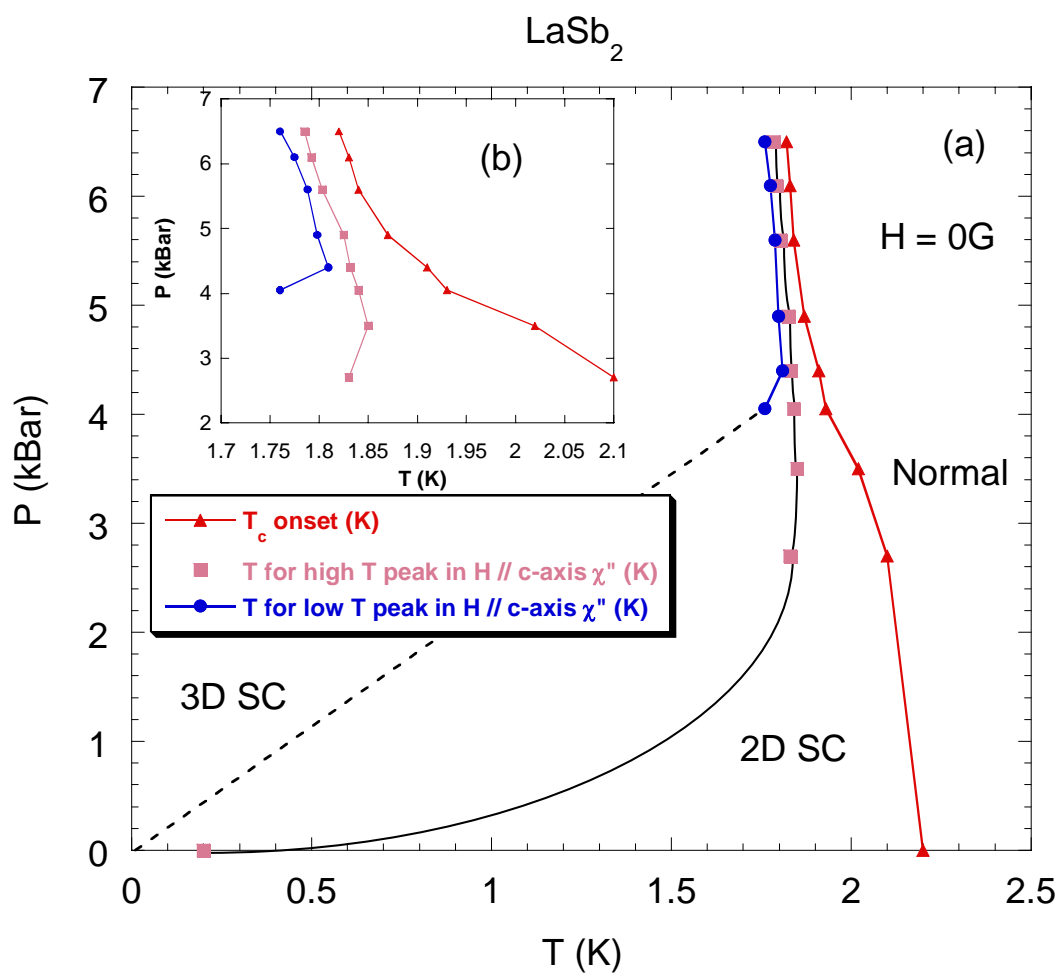 LaSb2
(a)
H = 0G
Normal
2D SC
3D SC
P (kBar)
7
6
5
4
3
2
1
0
0 0.5 1 1.5 2 2.5
T (K)
(b)
P (kBar)
7
6
5
4
3
2
1.7 1.75 1.8 1.85 1.9 1.95 2 2.05 2.1
T (K)
Tc onset (K)
T for high T peak in H // c-axis χ" (K)
T for low T peak in H // c-axis χ" (K)